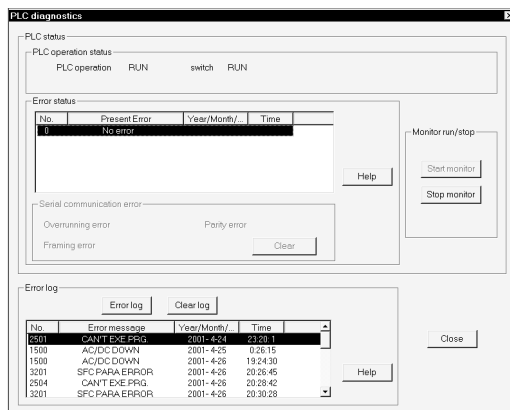 PLC diagnostics
PLC status
PLC operation status
PLC operation RUN switch RUN
Error status
No. Present Error Year/Month/... Time
0 No error
Help
Serial communication error
Overrunning error Parity error
Framing error Clear
Monitor run/stop
Start monitor
Stop monitor
Error log
Error log Clear log
No. Error message Year/Month/... Time
2501 CAN'T EXE.PRG. 2001- 4-24 23:20: 1
1500 AC/DC DOWN 2001- 4-25 0:26:15
1500 AC/DC DOWN 2001- 4-26 19:24:30
3201 SFC PARA ERROR 2001- 4-26 20:26:45
2504 CAN'T EXE.PRG. 2001- 4-26 20:28:42
3201 SFC PARA ERROR 2001- 4-26 20:30:28
Help
Close